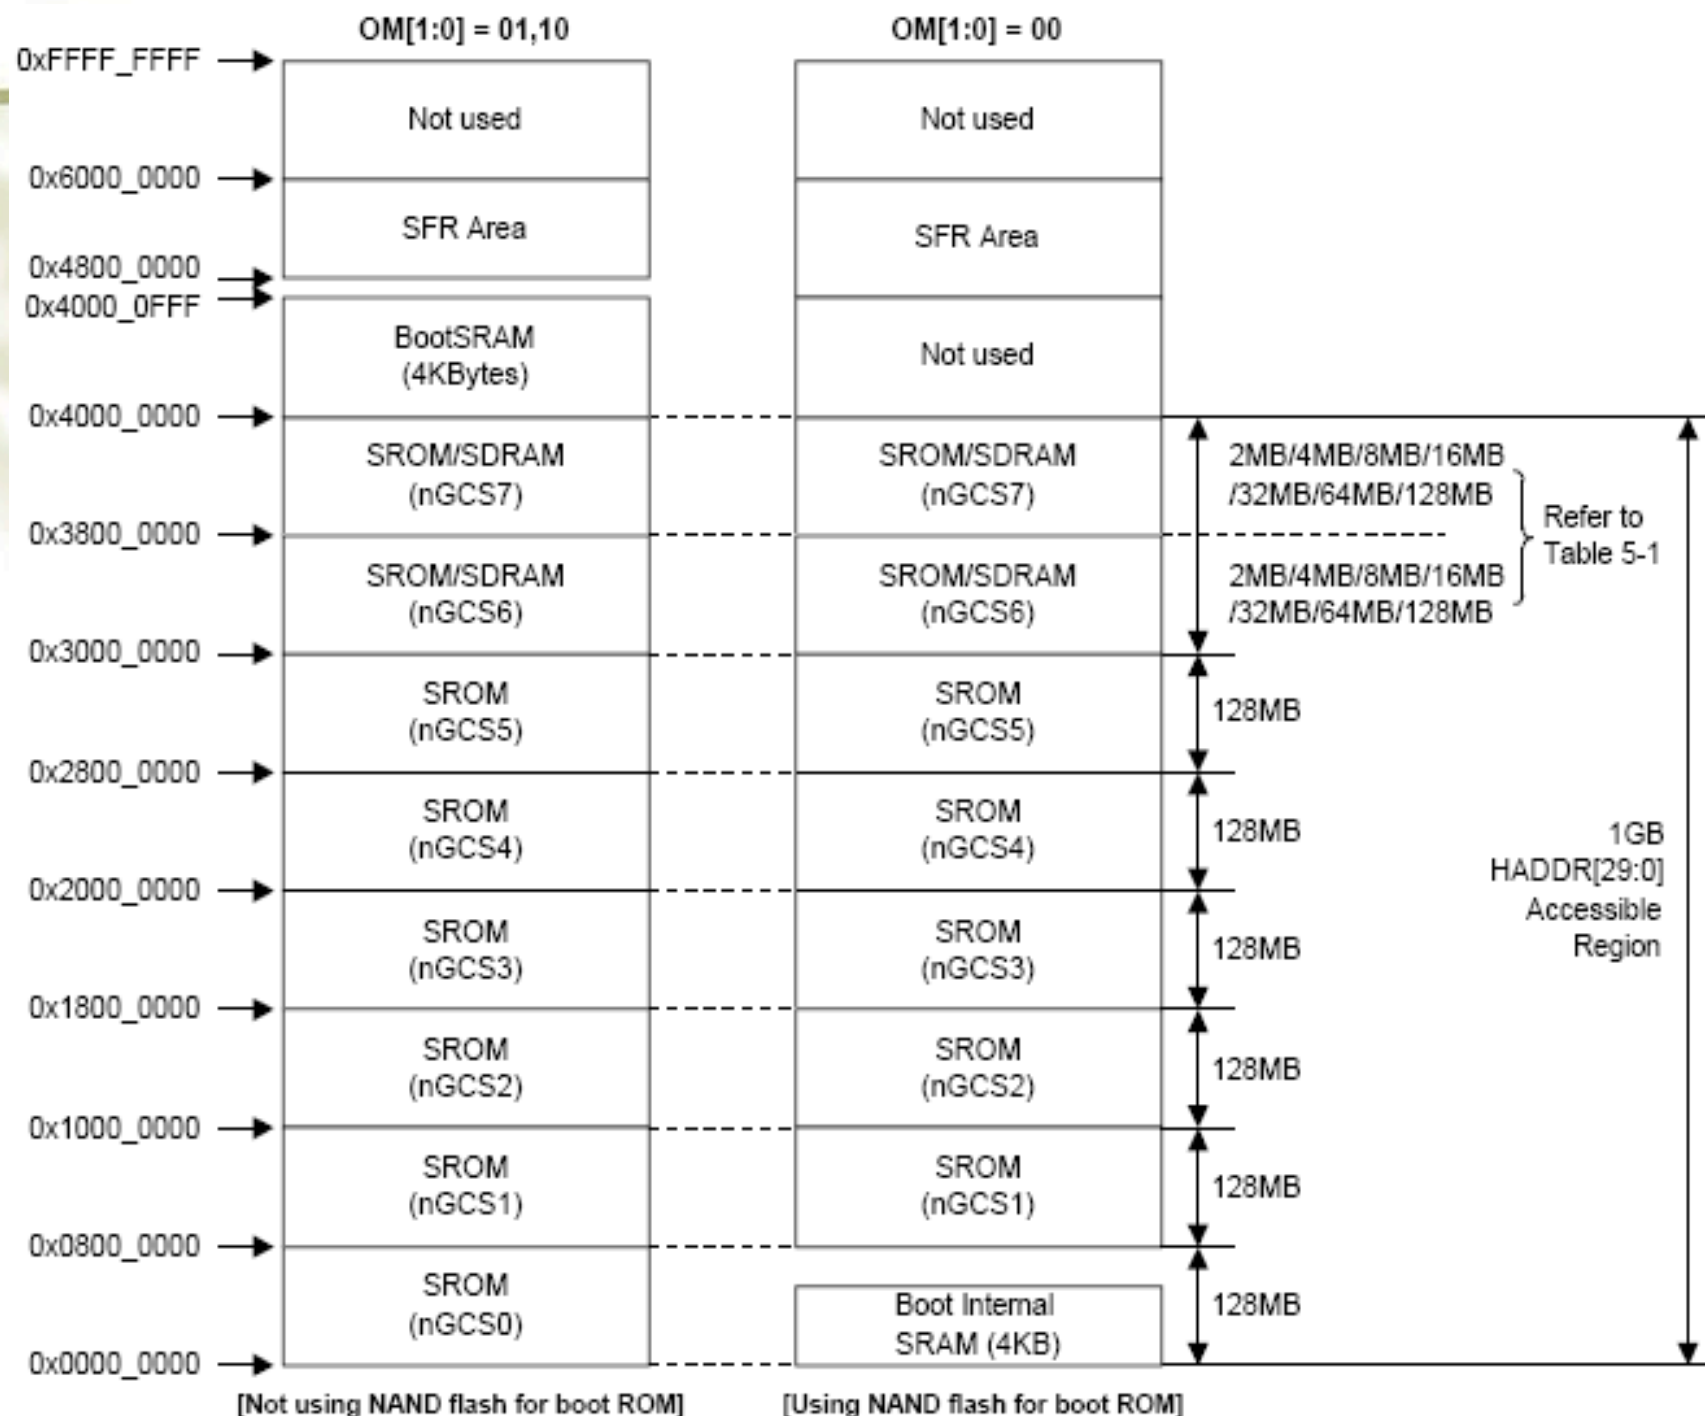 OM[1:0] = 01,10
OM[1:0] = 00
0xFFFF_FFFF
Not used
Not used
0x6000_0000
SFR Area
SFR Area
0x4800_0000
0x4000_0FFF
BootSRAM
(4KBytes)
Not used
0x4000_0000
SROM/SDRAM
(nGCS7)
SROM/SDRAM
(nGCS7)
2MB/4MB/8MB/16MB
/32MB/64MB/128MB
Refer to
Table 5-1
0x3800_0000
SROM/SDRAM
(nGCS6)
SROM/SDRAM
(nGCS6)
2MB/4MB/8MB/16MB
/32MB/64MB/128MB
0x3000_0000
SROM
(nGCS5)
SROM
(nGCS5)
128MB
0x2800_0000
SROM
(nGCS4)
SROM
(nGCS4)
128MB
1GB
HADDR[29:0]
Accessible
Region
0x2000_0000
SROM
(nGCS3)
SROM
(nGCS3)
128MB
0x1800_0000
SROM
(nGCS2)
SROM
(nGCS2)
128MB
0x1000_0000
SROM
(nGCS1)
SROM
(nGCS1)
128MB
0x0800_0000
SROM
(nGCS0)
Boot Internal
SRAM (4KB)
128MB
0x0000_0000
[Not using NAND flash for boot ROM]
[Using NAND flash for boot ROM]